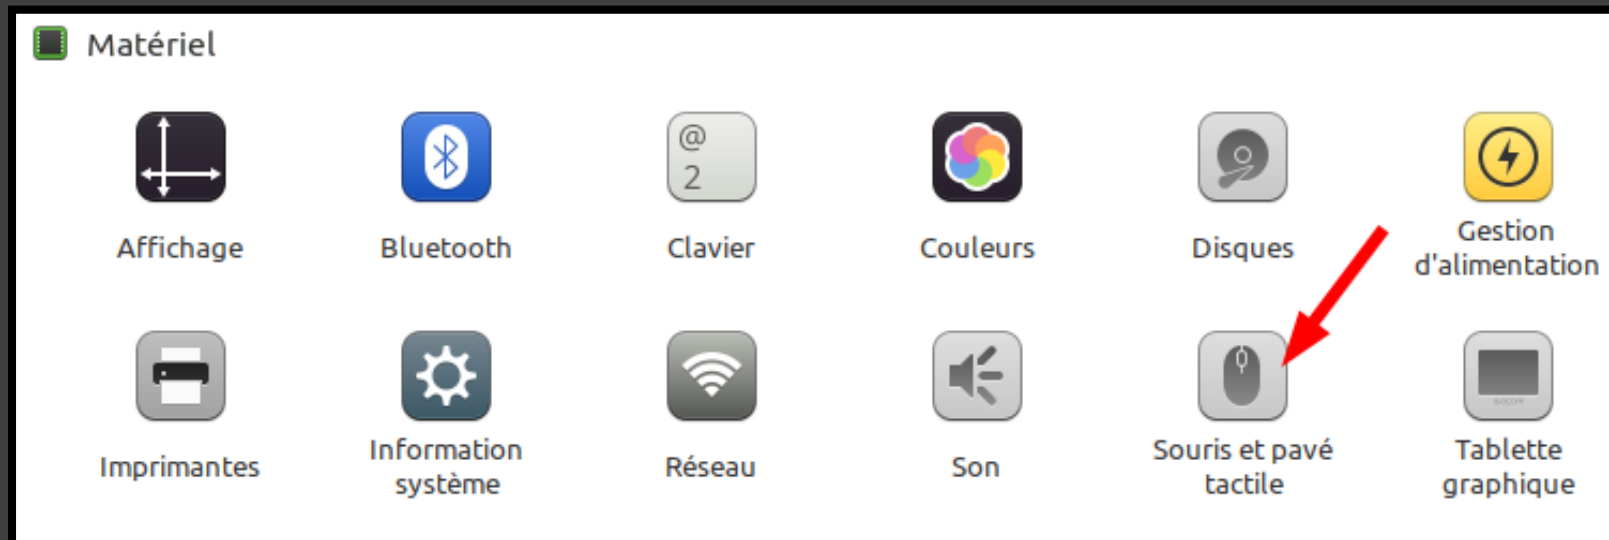 Matériel
@
2
Affichage
Bluetooth
Clavier
Couleurs
Disques
Gestion
d'alimentation
Imprimantes
Information
système
Réseau
Son
Souris et pavé
tactile
Tablette
graphique